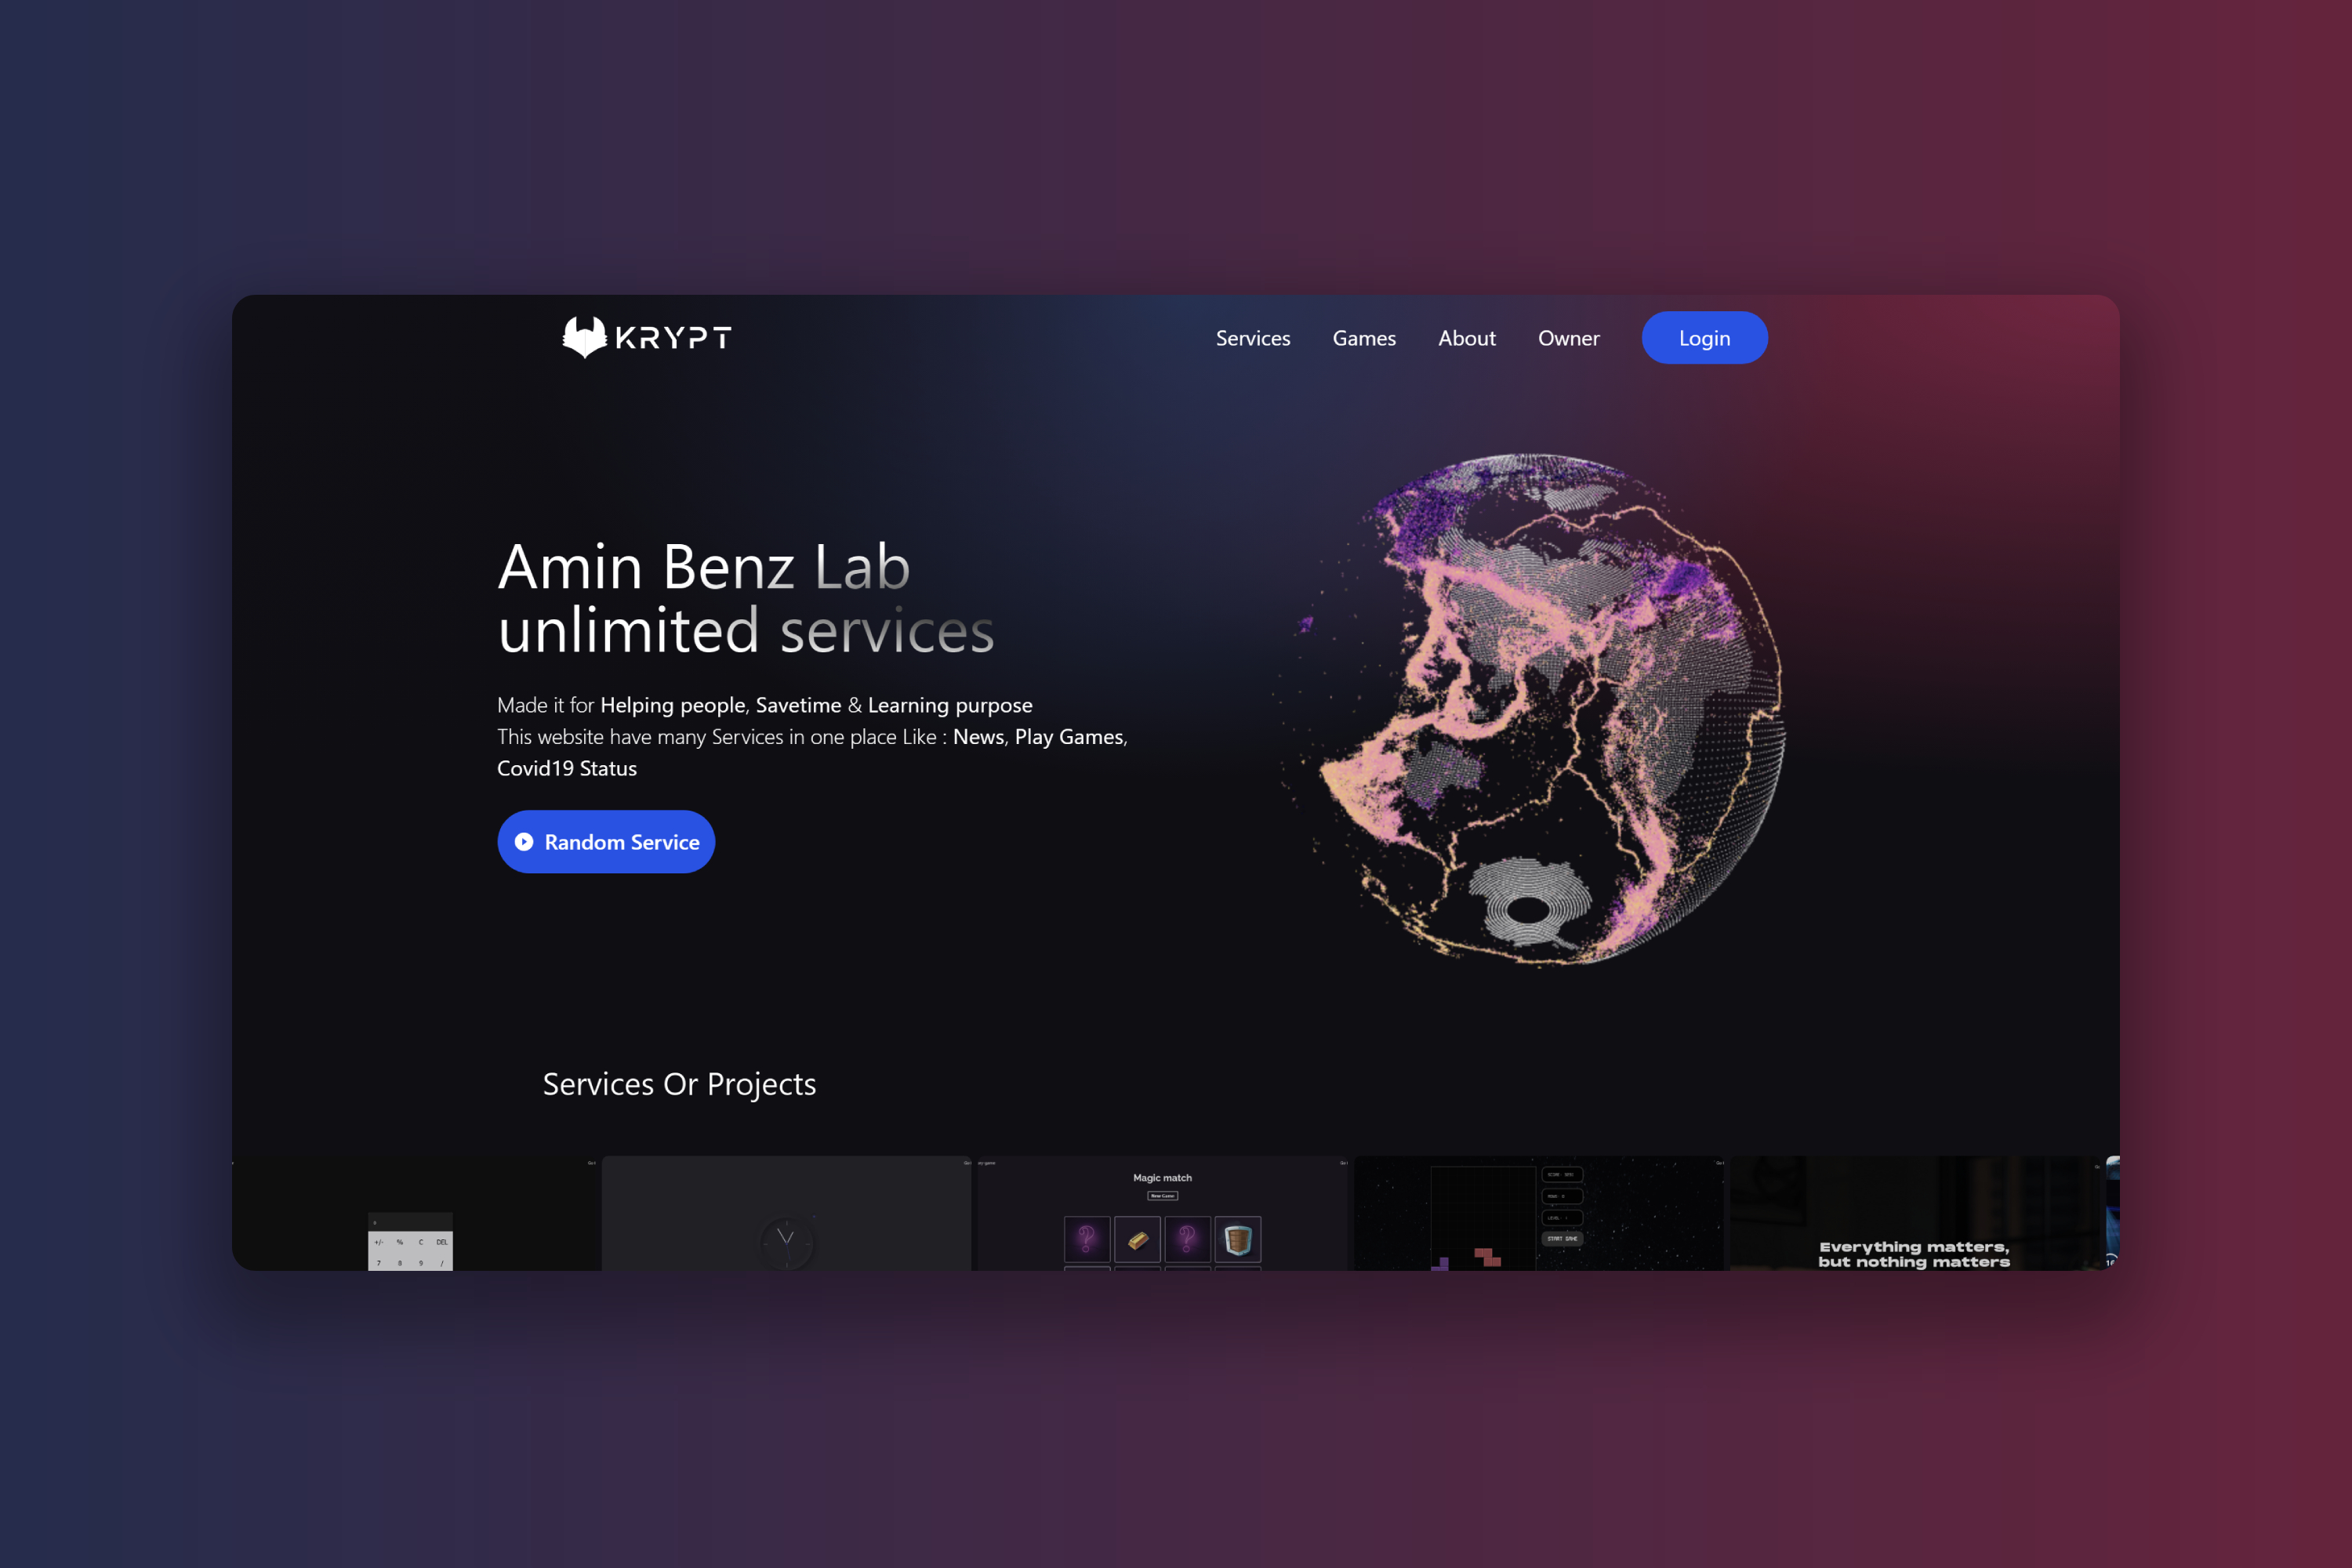 KRYPT
Services Games About Owner Login
Amin Benz Lab
unlimited services
Made it for Helping people, Savetime & Learning purpose
This website have many Services in one place Like : News, Play Games,
Covid19 Status
Random Service
Services Or Projects
Magic match
New Game
START GAME
+/- % C DEL
7 8 9 /
Everything matters,
but nothing matters